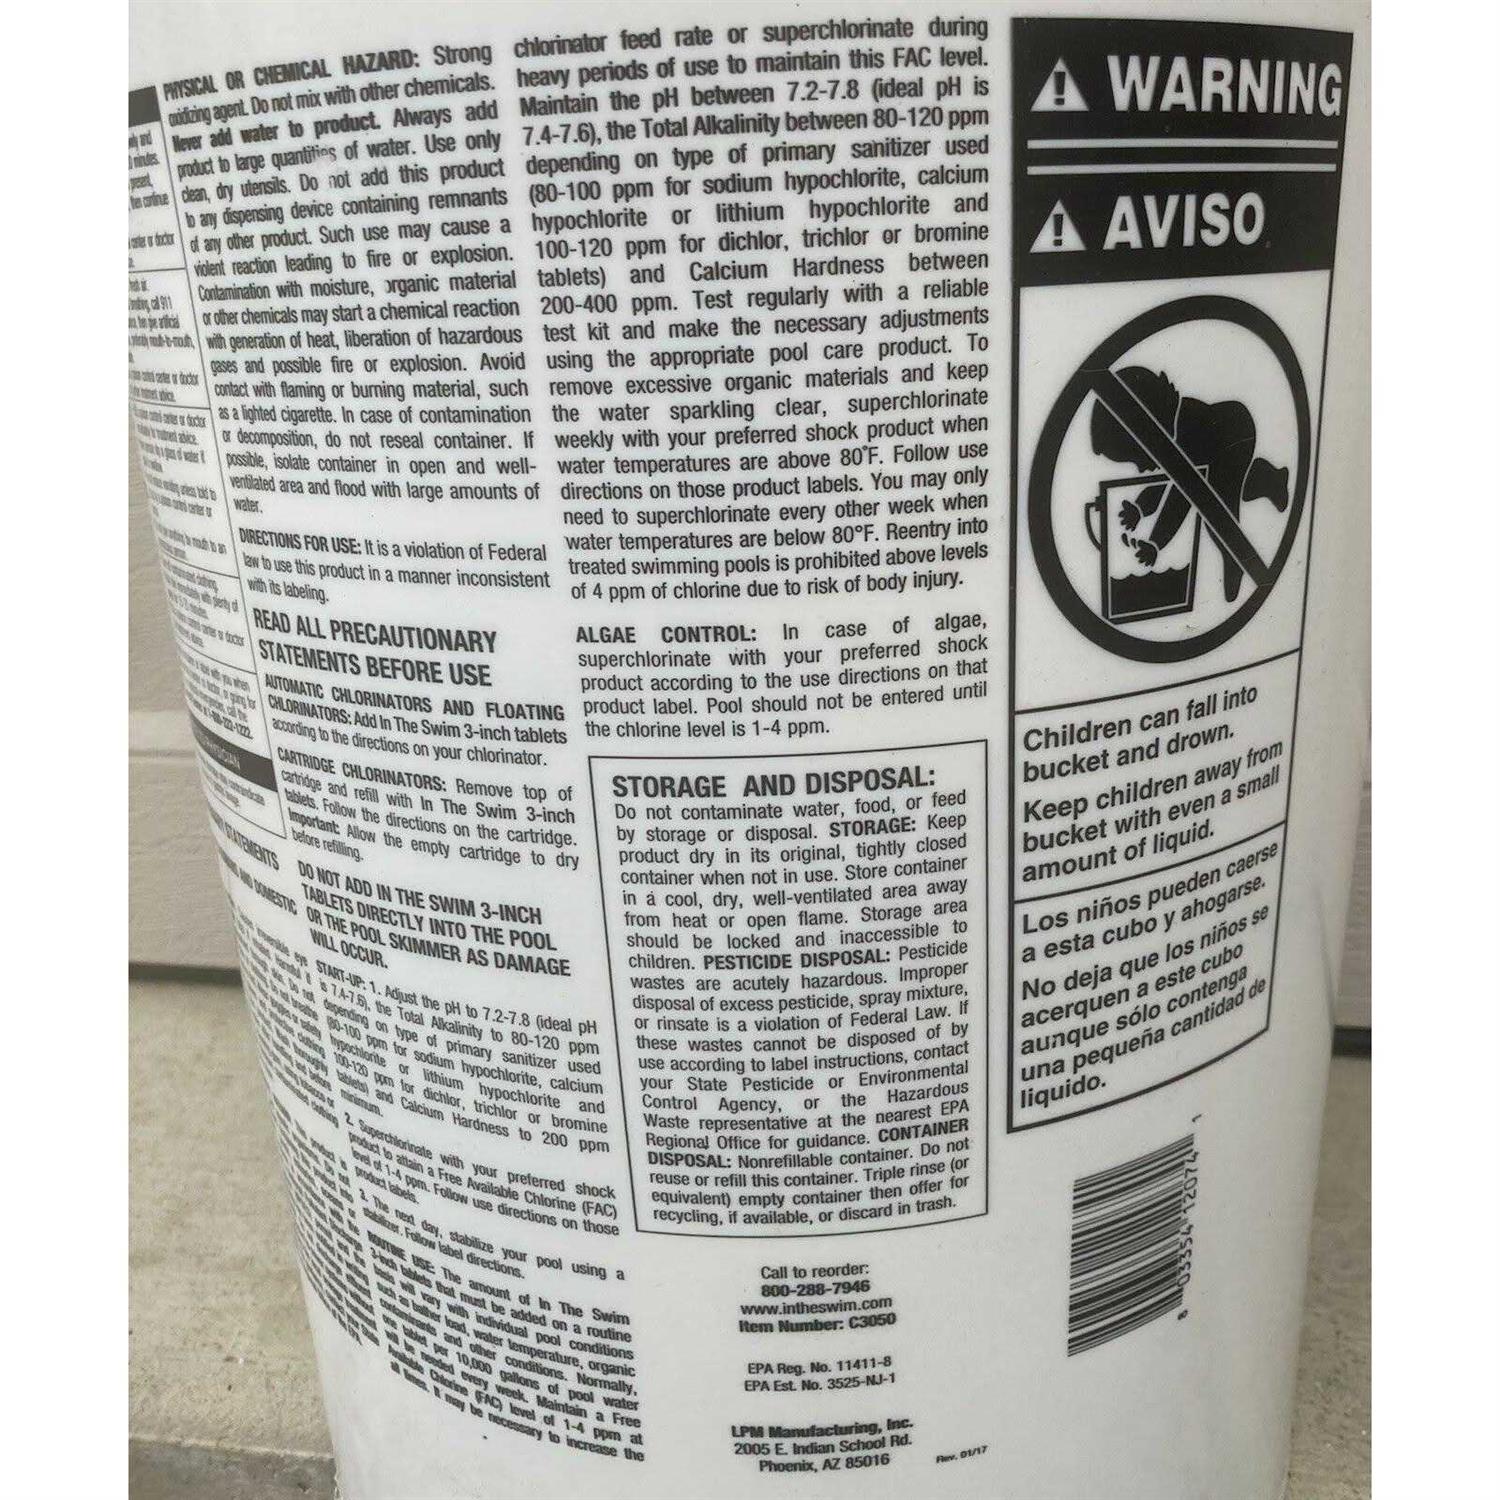 PHYSICAL OR CHEMICAL HAZARD: Strong
oxidizing agent. Do not mix with other chemicals.
Never add water to product. Always add
product to large quantities of water. Use only
clean, dry utensils. Do not add this product
to any dispensing device containing remnants
of any other product. Such use may cause a
violent reaction leading to fire or explosion.
Contamination with moisture, organic material
or other chemicals may start a chemical reaction
with generation of heat, liberation of hazardous
gases and possible fire or explosion. Avoid
contact with flaming or burning material, such
as a lighted cigarette. In case of contamination
or decomposition, do not reseal container. If
possible, isolate container in open and well-
ventilated area and flood with large amounts of
water.
DIRECTIONS FOR USE: It is a violation of Federal
law to use this product in a manner inconsistent
with its labeling.
READ ALL PRECAUTIONARY
STATEMENTS BEFORE USE
AUTOMATIC CHLORINATORS AND FLOATING
CHLORINATORS: Add In The Swim 3-inch tablets
according to the directions on your chlorinator.
CARTRIDGE CHLORINATORS: Remove top of
cartridge and refill with In The Swim 3-inch
tablets. Follow the directions on the cartridge.
Important: Allow the empty cartridge to dry
before refilling.
DO NOT ADD IN THE SWIM 3-INCH
TABLETS DIRECTLY INTO THE POOL
OR THE POOL SKIMMER AS DAMAGE
WILL OCCUR.
START-UP: 1. Adjust the pH to 7.2-7.8 (ideal pH
is 7.4-7.6), the Total Alkalinity to 80-120 ppm
depending on type of primary sanitizer used
(80-100 ppm for sodium hypochlorite, calcium
hypochlorite or lithium hypochlorite and
100-120 ppm for dichlor, trichlor or bromine
tablets) and Calcium Hardness to 200 ppm
minimum.
2. Superchlorinate with your preferred shock
product to attain a Free Available Chlorine (FAC)
level of 1-4 ppm. Follow use directions on those
product labels.
3. The next day, stabilize your pool using a
stabilizer. Follow label directions.
ROUTINE USE: The amount of In The Swim
3-inch tablets that must be added on a routine
basis will vary with individual pool conditions
such as bather load, water temperature, organic
contaminants and other conditions. Normally,
one tablet per 10,000 gallons of pool water
will be needed every week. Maintain a Free
Available Chlorine (FAC) level of 1-4 ppm at
all times. It may be necessary to increase the
chlorinator feed rate or superchlorinate during
heavy periods of use to maintain this FAC level.
Maintain the pH between 7.2-7.8 (ideal pH is
7.4-7.6), the Total Alkalinity between 80-120 ppm
depending on type of primary sanitizer used
(80-100 ppm for sodium hypochlorite, calcium
hypochlorite or lithium hypochlorite and
100-120 ppm for dichlor, trichlor or bromine
tablets) and Calcium Hardness between
200-400 ppm. Test regularly with a reliable
test kit and make the necessary adjustments
using the appropriate pool care product. To
remove excessive organic materials and keep
the water sparkling clear, superchlorinate
weekly with your preferred shock product when
water temperatures are above 80°F. Follow use
directions on those product labels. You may only
need to superchlorinate every other week when
water temperatures are below 80°F. Reentry into
treated swimming pools is prohibited above levels
of 4 ppm of chlorine due to risk of body injury.
ALGAE CONTROL: In case of algae,
superchlorinate with your preferred shock
product according to the use directions on that
product label. Pool should not be entered until
the chlorine level is 1-4 ppm.
STORAGE AND DISPOSAL:
Do not contaminate water, food, or feed
by storage or disposal. STORAGE: Keep
product dry in its original, tightly closed
container when not in use. Store container
in a cool, dry, well-ventilated area away
from heat or open flame. Storage area
should be locked and inaccessible to
children. PESTICIDE DISPOSAL: Pesticide
wastes are acutely hazardous. Improper
disposal of excess pesticide, spray mixture,
or rinsate is a violation of Federal Law. If
these wastes cannot be disposed of by
use according to label instructions, contact
your State Pesticide or Environmental
Control Agency, or the Hazardous
Waste representative at the nearest EPA
Regional Office for guidance. CONTAINER
DISPOSAL: Nonrefillable container. Do not
reuse or refill this container. Triple rinse (or
equivalent) empty container then offer for
recycling, if available, or discard in trash.
Call to reorder:
800-288-7946
www.intheswim.com
Item Number: C3050
EPA Reg. No. 11411-8
EPA Est. No. 3525-NJ-1
LPM Manufacturing, Inc.
2005 E. Indian School Rd.
Phoenix, AZ 85016
Rev. 01/17
WARNING
AVISO
Children can fall into
bucket and drown.
Keep children away from
bucket with even a small
amount of liquid.
Los niños pueden caerse
a esta cubo y ahogarse.
No deja que los niños se
acerquen a este cubo
aunque sólo contenga
una pequeña cantidad de
liquido.
8 03354 12074 1